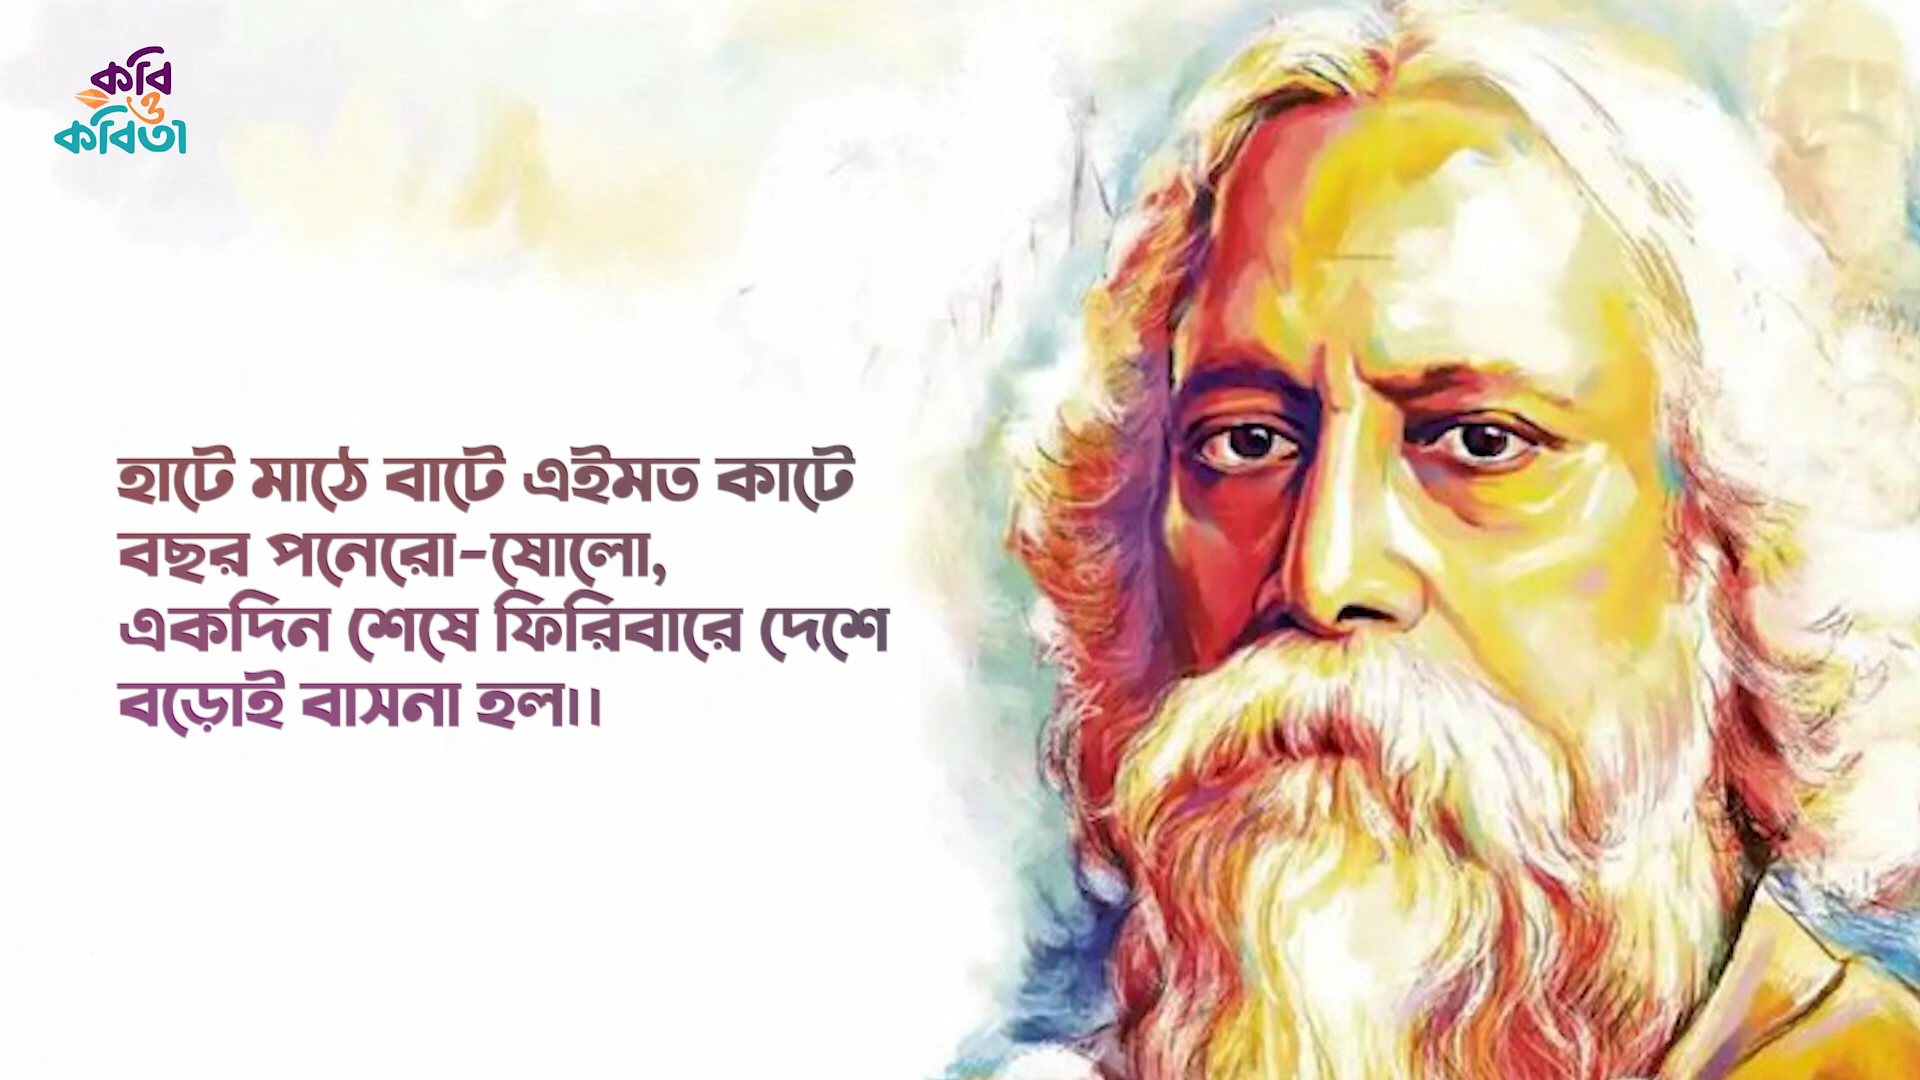 কবি
ও
কবিতা
হাটে মাঠে বাটে এইমত কাটে
বছর পনেরো-ষোলো,
একদিন শেষে ফিরিবারে দেশে
বড়োই বাসনা হল।।